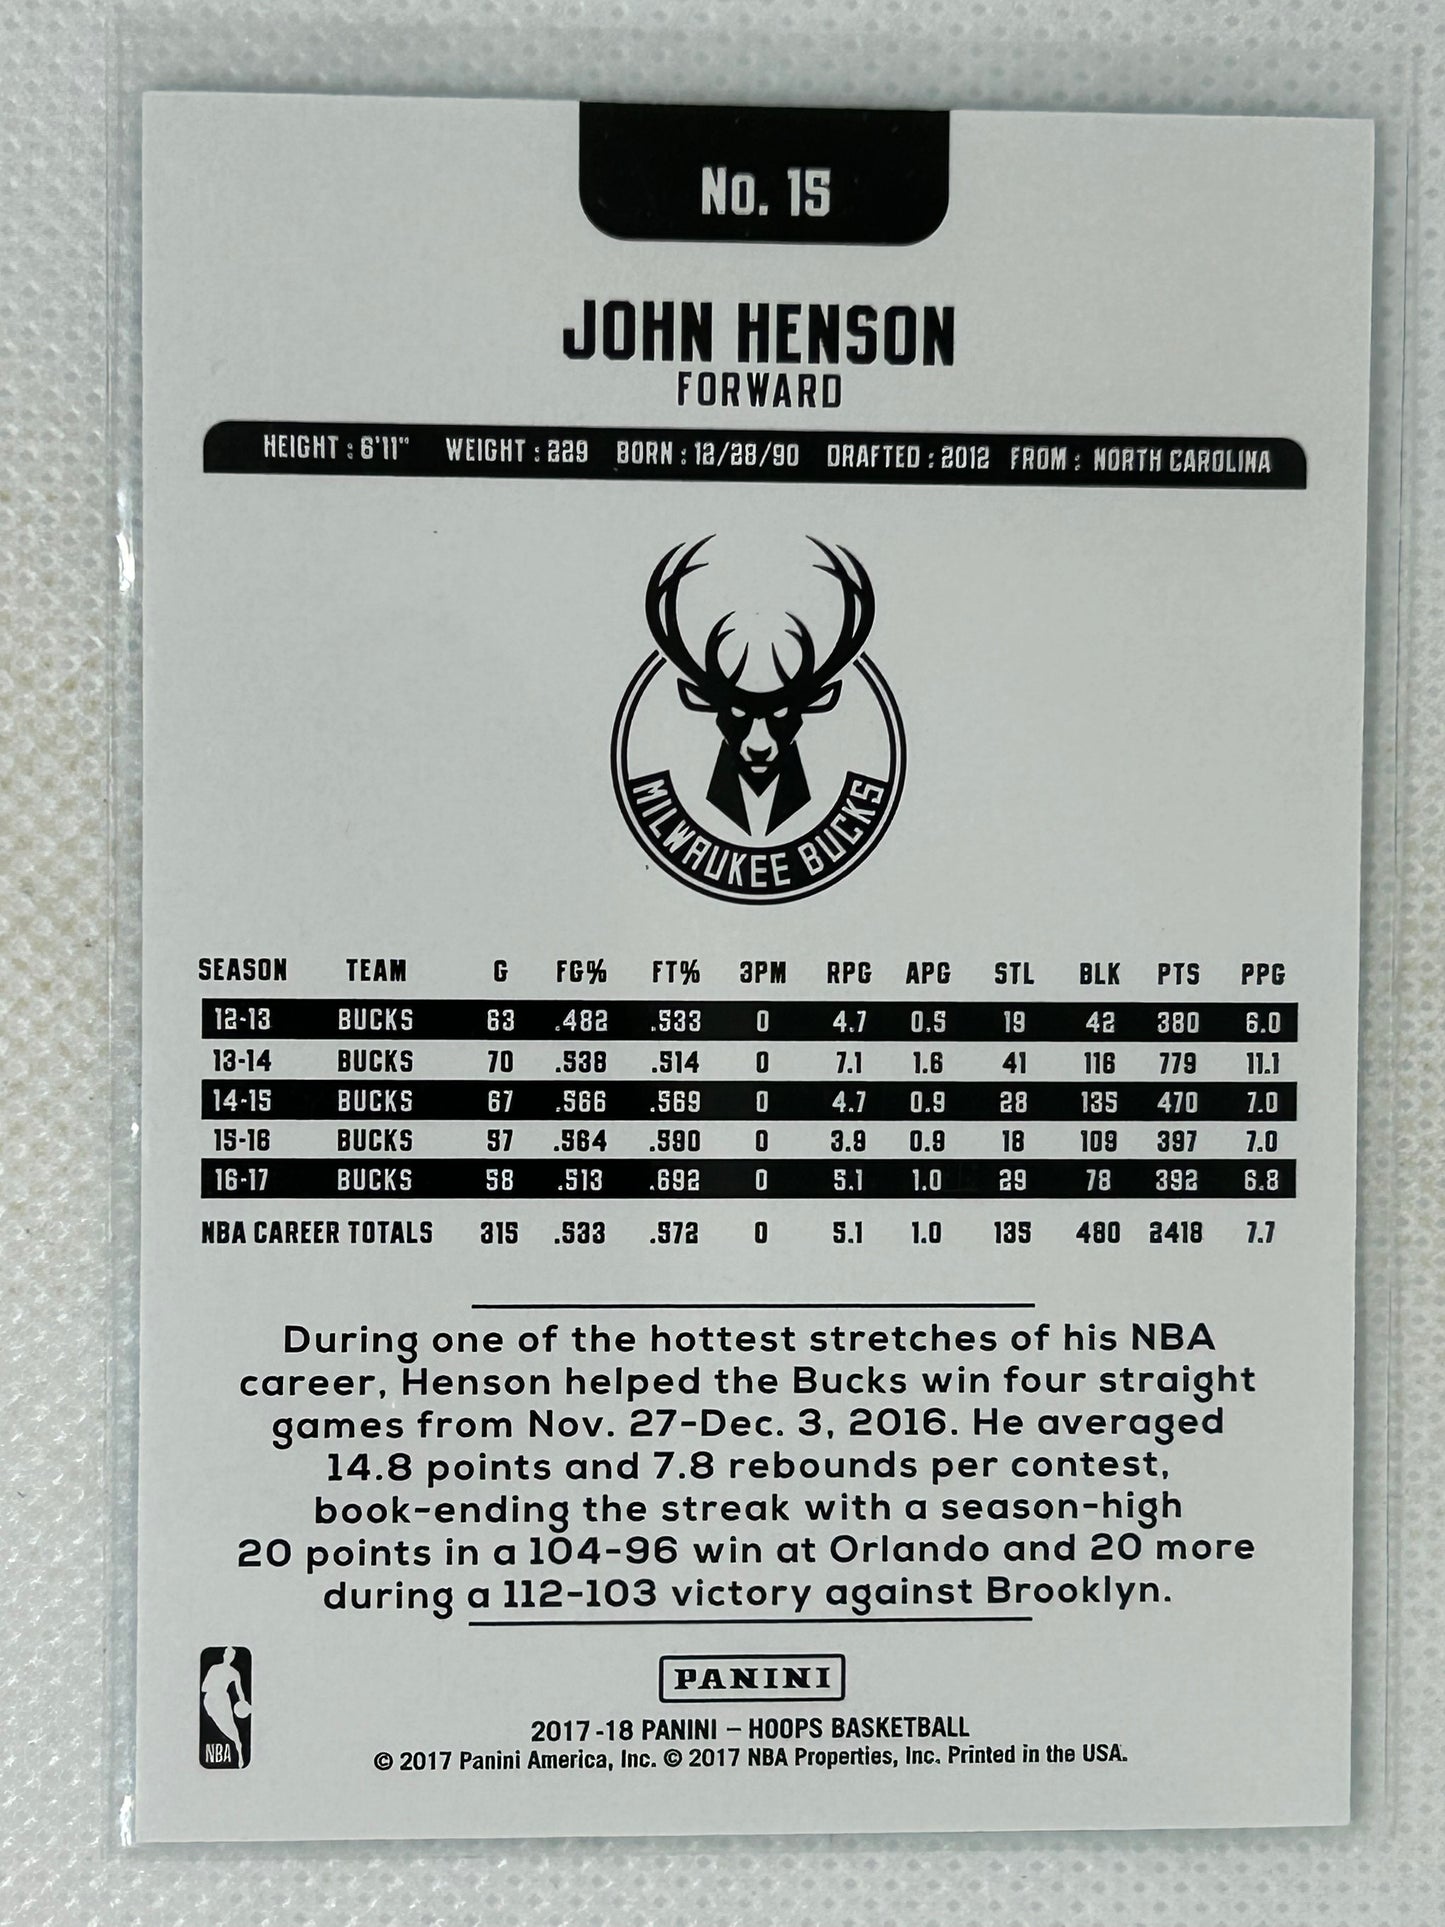 No. 15
JOHN HENSON
FORWARD
HEIGHT : 6'11" WEIGHT : 229 BORN : 12/28/90 DRAFTED : 2012 FROM : NORTH CAROLINA
MILWAUKEE BUCKS
SEASON TEAM G FG% FT% 3PM RPG APG STL BLK PTS PPG
12-13 BUCKS 63 .482 .533 0 4.7 0.5 19 42 380 6.0
13-14 BUCKS 70 .538 .514 0 7.1 1.6 41 116 779 11.1
14-15 BUCKS 67 .566 .569 0 4.7 0.9 28 135 470 7.0
15-16 BUCKS 57 .564 .590 0 3.9 0.9 18 109 397 7.0
16-17 BUCKS 58 .513 .692 0 5.1 1.0 29 78 392 6.8
NBA CAREER TOTALS 315 .533 .572 0 5.1 1.0 135 480 2418 7.7
During one of the hottest stretches of his NBA
career, Henson helped the Bucks win four straight
games from Nov. 27-Dec. 3, 2016. He averaged
14.8 points and 7.8 rebounds per contest,
book-ending the streak with a season-high
20 points in a 104-96 win at Orlando and 20 more
during a 112-103 victory against Brooklyn.
PANINI
NBA
2017-18 PANINI – HOOPS BASKETBALL
© 2017 Panini America, Inc. © 2017 NBA Properties, Inc. Printed in the USA.